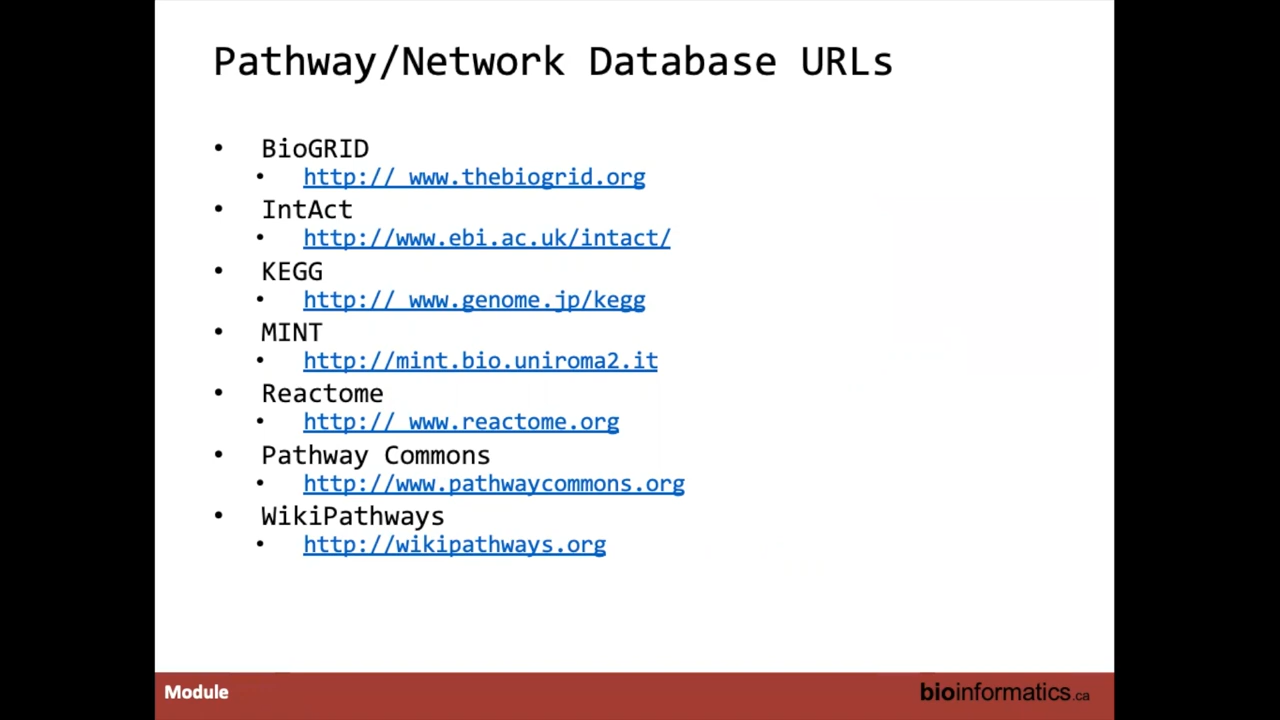 Pathway/Network Database URLs
• BioGRID
• http:// www.thebiogrid.org
• IntAct
• http://www.ebi.ac.uk/intact/
• KEGG
• http:// www.genome.jp/kegg
• MINT
• http://mint.bio.uniroma2.it
• Reactome
• http:// www.reactome.org
• Pathway Commons
• http://www.pathwaycommons.org
• WikiPathways
• http://wikipathways.org
Module
bioinformatics.ca